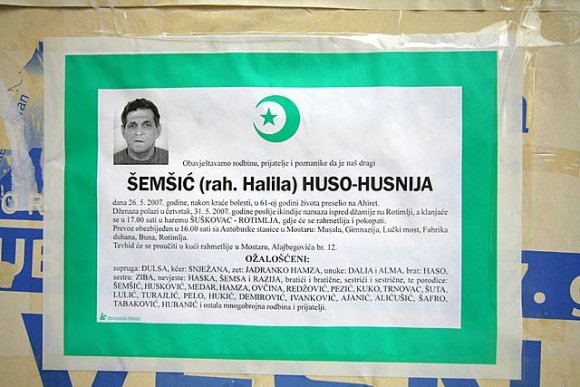 Obavještavamo rodbinu, prijatelje i poznanike da je naš dragi
ŠEMŠIĆ (rah. Halila) HUSO-HUSNIJA
dana 26. 5. 2007. godine, nakon kraće bolesti, u 61-oj godini života preselio na Ahiret.
Dženaza polazi u četvrtak, 31. 5. 2007. godine poslije ikindije namaza ispred džamije na Rotimlji, a klanjaće
se u 17.00 sati u haremu ŠUŠKOVAC - ROTIMLJA, gdje će se rahmetlija i pokopati.
Prevoz obezbijeđen u 16.00 sati sa Autobuske stanice u Mostaru: Musala, Gimnazija, Lučki most, Fabrika
duhana, Buna, Rotimlja.
Tevhid će se proučiti u kući rahmetlije u Mostaru, Alajbegovića br. 12.
OŽALOŠĆENI:
supruga: ĐULSA, kćer: SNJEŽANA, zet: JADRANKO HAMZA, unuke: DALIA i ALMA, brat: HASO,
sestra: ZIBA, nevjeste: HASKA, ŠEMSA i RAZIJA, bratići i bratične, sestrići i sestrične, te porodice:
ŠEMŠIĆ, HUSKOVIĆ, MEDAR, HAMZA, OVČINA, REDŽOVIĆ, PEZIĆ, KUKO, TRNOVAC, ŠUTA,
LULIĆ, TURAJLIĆ, PELO, HUKIĆ, DEMIROVIĆ, IVANKOVIĆ, AJANIĆ, ALIČUŠIĆ, ŠAFRO,
TABAKOVIĆ, HUBANIĆ i ostala mnogobrojna rodbina i prijatelji.